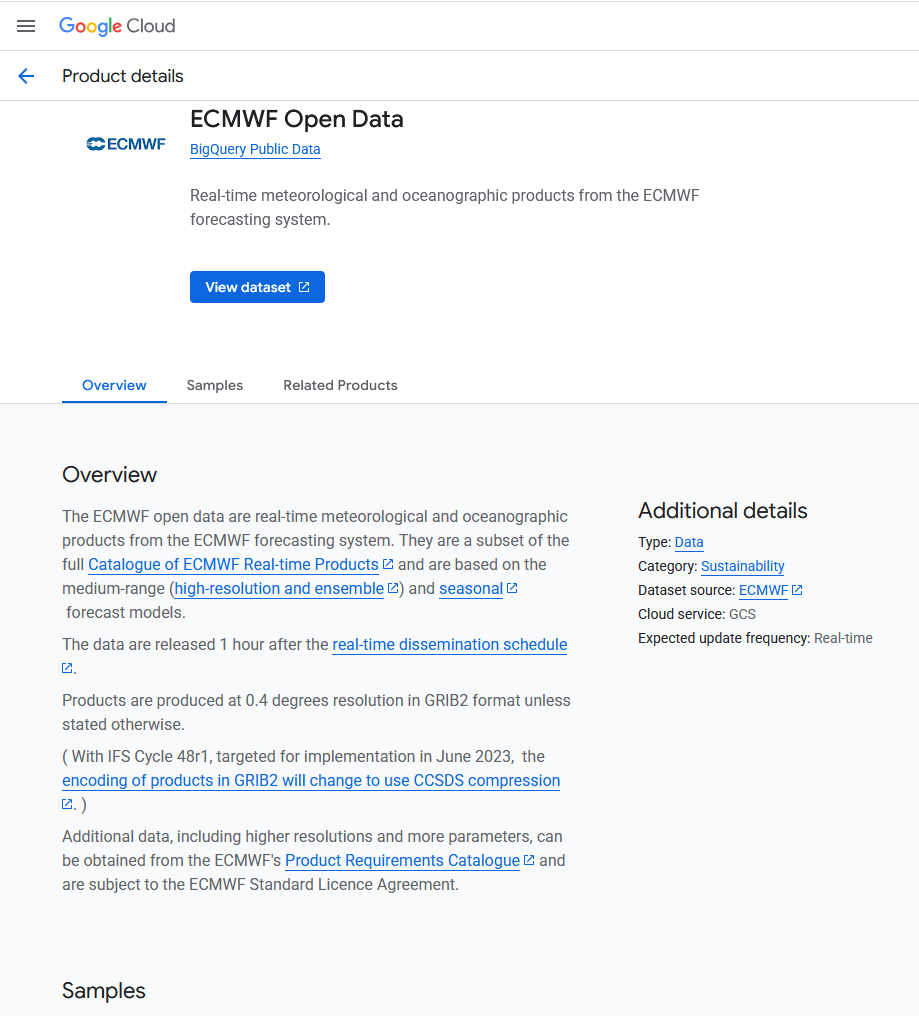 Google Cloud
Product details
ECMWF
ECMWF Open Data
BigQuery Public Data
Real-time meteorological and oceanographic products from the ECMWF
forecasting system.
View dataset
Overview
Samples
Related Products
Overview
The ECMWF open data are real-time meteorological and oceanographic
products from the ECMWF forecasting system. They are a subset of the
full Catalogue of ECMWF Real-time Products and are based on the
medium-range (high-resolution and ensemble) and seasonal
forecast models.
The data are released 1 hour after the real-time dissemination schedule
.
Products are produced at 0.4 degrees resolution in GRIB2 format unless
stated otherwise.
( With IFS Cycle 48r1, targeted for implementation in June 2023,  the
encoding of products in GRIB2 will change to use CCSDS compression
. )
Additional data, including higher resolutions and more parameters, can
be obtained from the ECMWF's Product Requirements Catalogue and
are subject to the ECMWF Standard Licence Agreement.
Additional details
Type: Data
Category: Sustainability
Dataset source: ECMWF
Cloud service: GCS
Expected update frequency: Real-time
Samples